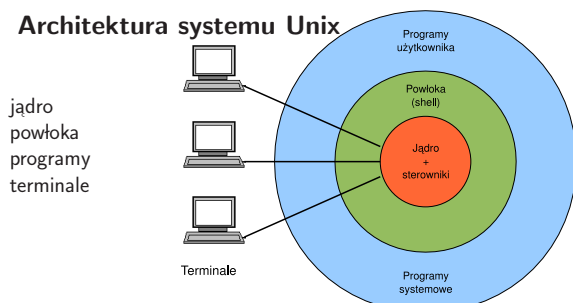 Architektura systemu Unix
jądro
powłoka
programy
terminale
Terminale
Programy
użytkownika
Powłoka
(shell)
Jądro
+
sterowniki
Programy
systemowe